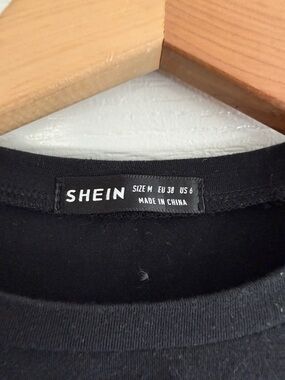 SHEIN SIZE M EU 38 US 6
MADE IN CHINA